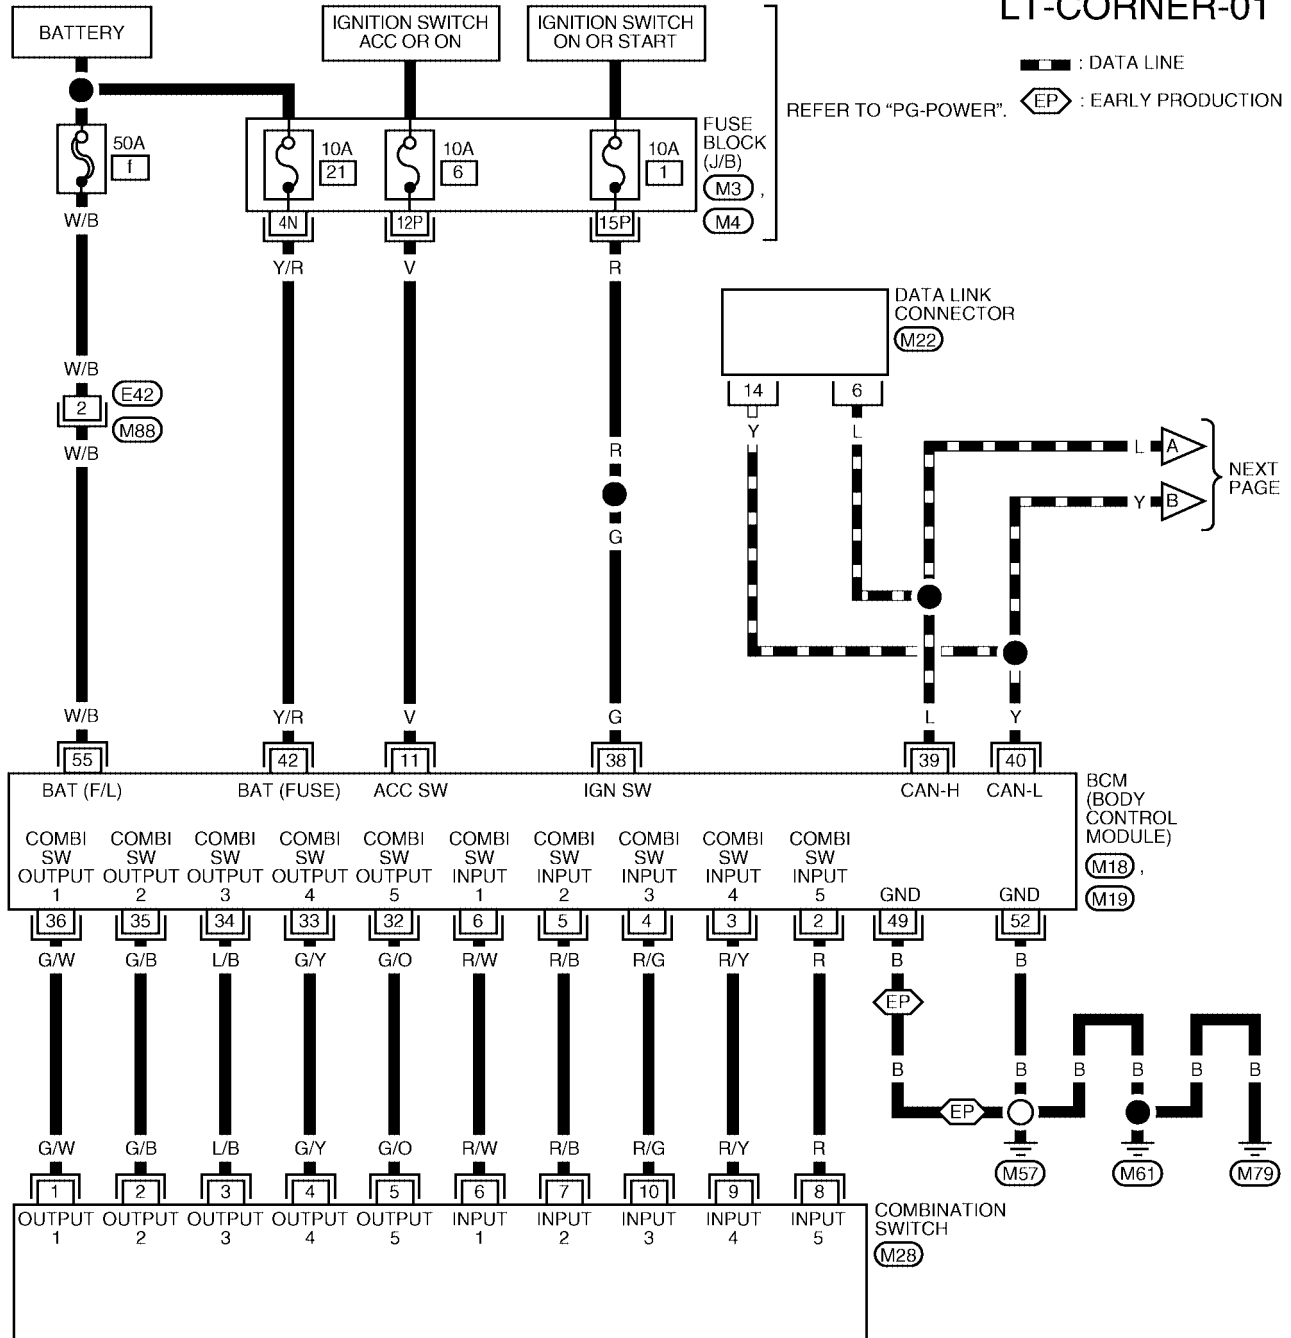 LT-CORNER-01
BATTERY
IGNITION SWITCH
ACC OR ON
IGNITION SWITCH
ON OR START
: DATA LINE
EP : EARLY PRODUCTION
REFER TO “PG-POWER”.
50A
f
10A
21
10A
6
10A
1
FUSE
BLOCK
(J/B)
M3 ,
M4
4N 12P 15P
W/B Y/R V R
DATA LINK
CONNECTOR
M22
14 6
Y L
W/B
2
E42
M88
W/B
R
G
L A
Y B
NEXT
PAGE
W/B Y/R V G L Y
55 42 11 38 39 40
BAT (F/L) BAT (FUSE) ACC SW IGN SW CAN-H CAN-L
BCM
(BODY
CONTROL
MODULE)
M18 ,
M19
COMBI COMBI COMBI COMBI COMBI COMBI COMBI COMBI COMBI COMBI
SW SW SW SW SW SW SW SW SW SW
OUTPUT OUTPUT OUTPUT OUTPUT OUTPUT INPUT INPUT INPUT INPUT INPUT
1 2 3 4 5 1 2 3 4 5 GND GND
36 35 34 33 32 6 5 4 3 2 49 52
G/W G/B L/B G/Y G/O R/W R/B R/G R/Y R B B
EP
B B B B B B
EP
G/W G/B L/B G/Y G/O R/W R/B R/G R/Y R
M57 M61 M79
1 2 3 4 5 6 7 10 9 8
OUTPUT OUTPUT OUTPUT OUTPUT OUTPUT INPUT INPUT INPUT INPUT INPUT
1 2 3 4 5 1 2 3 4 5
COMBINATION
SWITCH
M28